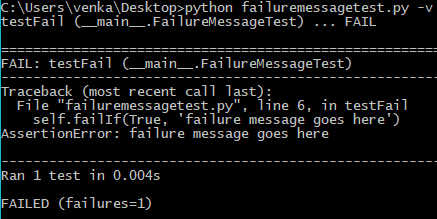 C:\Users\venka\Desktop>python failuremessagetest.py -v
testFail (__main__.FailureMessageTest) ... FAIL
======================================================
FAIL: testFail (__main__.FailureMessageTest)
------------------------------------------------------
Traceback (most recent call last):
  File "failuremessagetest.py", line 6, in testFail
    self.failIf(True, 'failure message goes here')
AssertionError: failure message goes here
------------------------------------------------------
Ran 1 test in 0.004s
FAILED (failures=1)